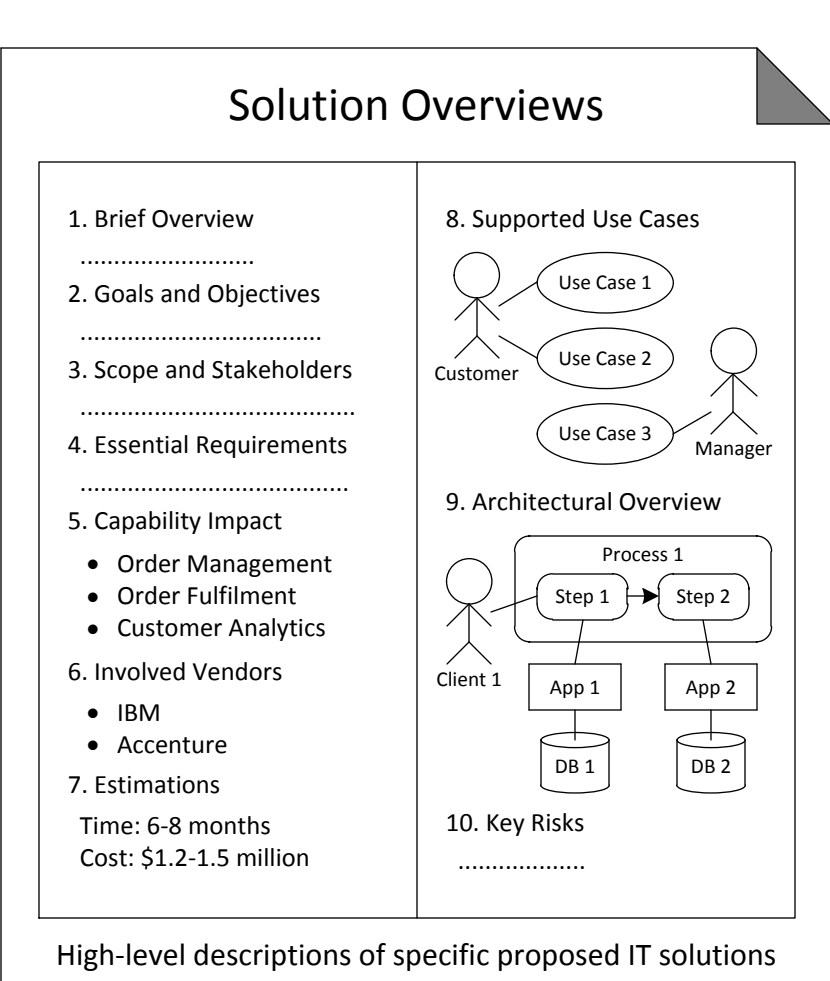 Solution Overviews
1. Brief Overview
..........................
2. Goals and Objectives
....................................
3. Scope and Stakeholders
.........................................
4. Essential Requirements
........................................
5. Capability Impact
• Order Management
• Order Fulfilment
• Customer Analytics
6. Involved Vendors
• IBM
• Accenture
7. Estimations
Time: 6-8 months
Cost: $1.2-1.5 million
8. Supported Use Cases
Use Case 1
Use Case 2
Customer
Use Case 3
Manager
9. Architectural Overview
Process 1
Step 1
Step 2
Client 1
App 1
App 2
DB 1
DB 2
10. Key Risks
...................
High-level descriptions of specific proposed IT solutions